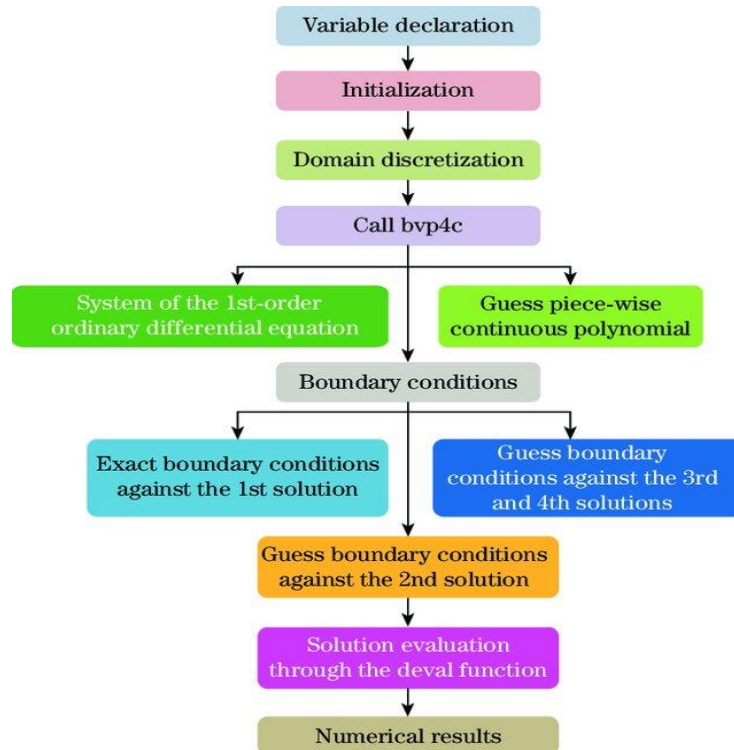 Variable declaration
Initialization
Domain discretization
Call bvp4c
System of the 1st-order
ordinary differential equation
Guess piece-wise
continuous polynomial
Boundary conditions
Exact boundary conditions
against the 1st solution
Guess boundary
conditions against the 3rd
and 4th solutions
Guess boundary conditions
against the 2nd solution
Solution evaluation
through the deval function
Numerical results